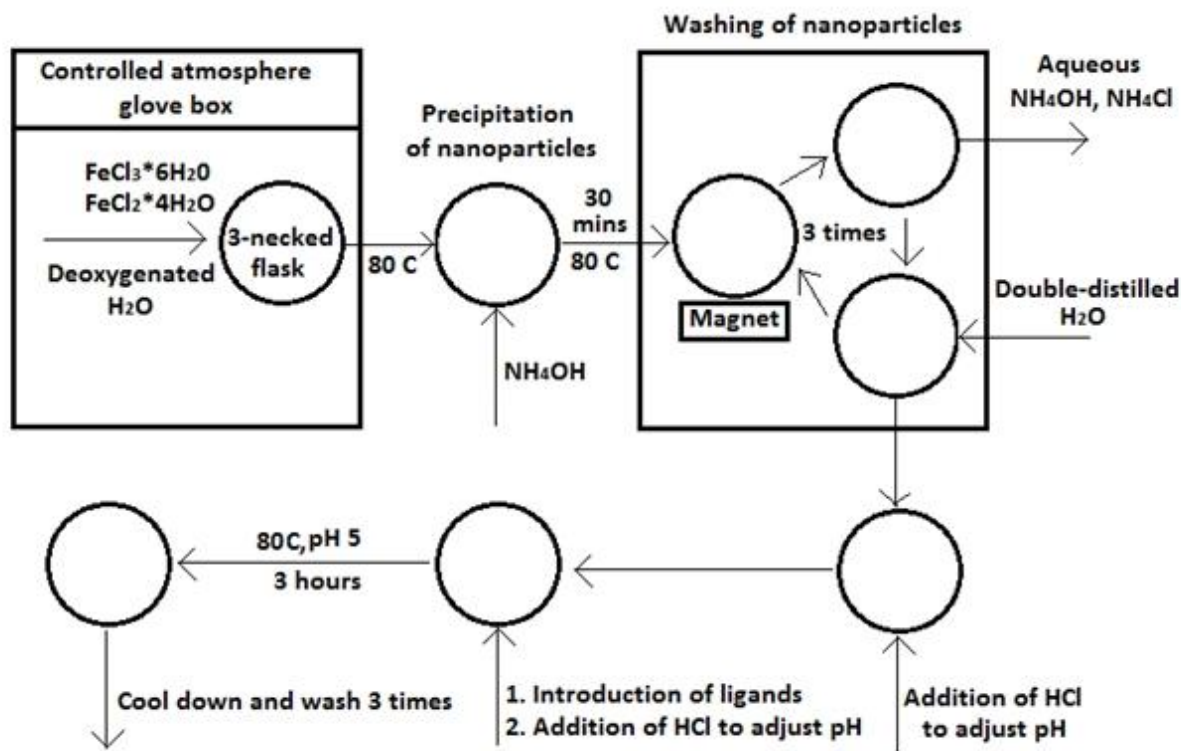 Washing of nanoparticles
Controlled atmosphere
glove box
Aqueous
NH4OH, NH4Cl
Precipitation
of nanoparticles
FeCl3*6H20
FeCl2*4H2O
3-necked
flask
Deoxygenated
H2O
80 C
30
mins
80 C
3 times
Magnet
Double-distilled
H2O
NH4OH
80C, pH 5
3 hours
Cool down and wash 3 times
1. Introduction of ligands
2. Addition of HCl to adjust pH
Addition of HCl
to adjust pH